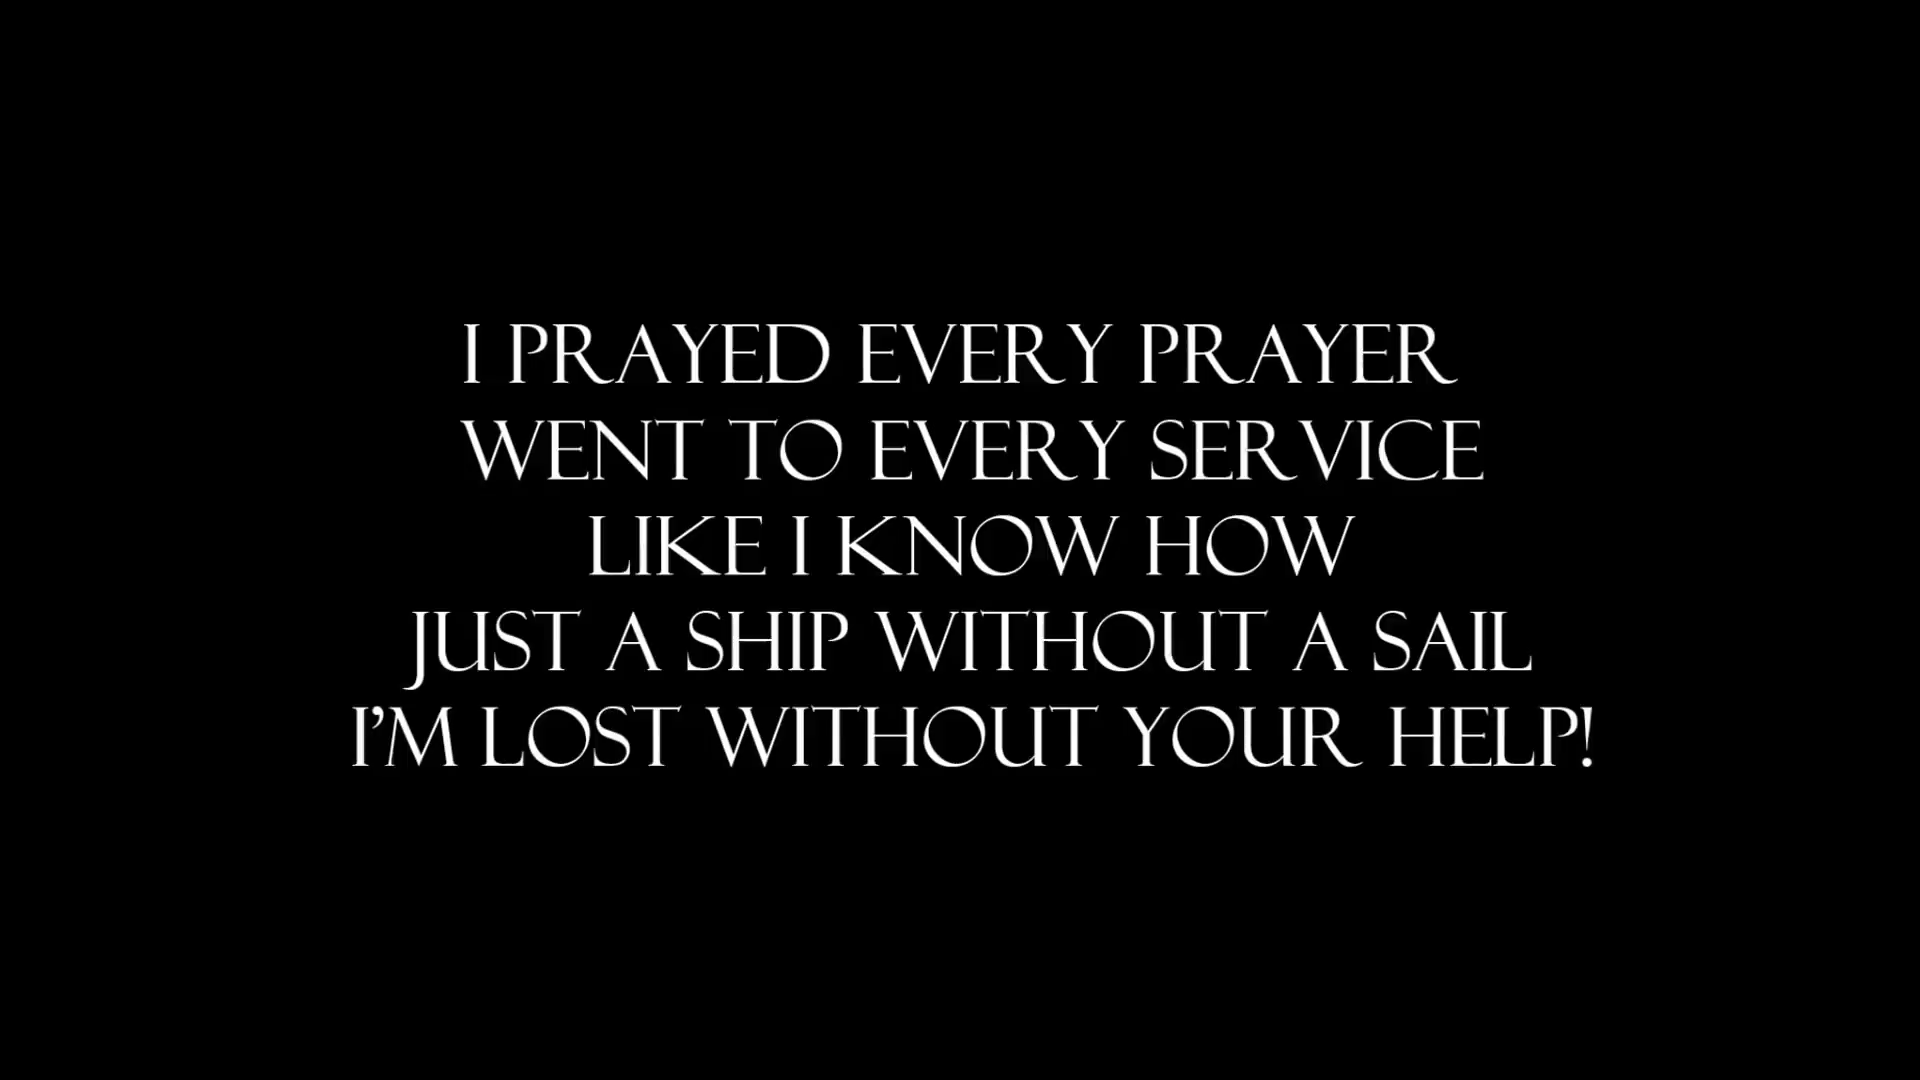 I PRAYED EVERY PRAYER
WENT TO EVERY SERVICE
LIKE I KNOW HOW
JUST A SHIP WITHOUT A SAIL
I'M LOST WITHOUT YOUR HELP!